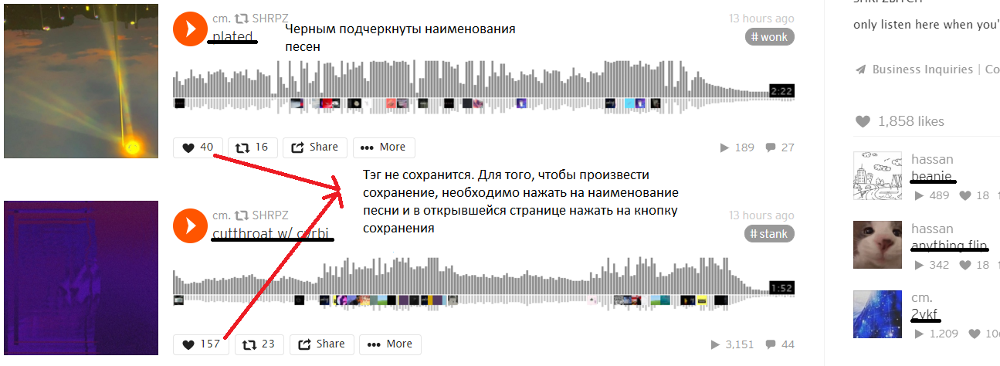 cm. SHRPZ
13 hours ago
plated
# wonk
Черным подчеркнуты наименования
песен
2:22
40 16 Share More
189 27
Тэг не сохранится. Для того, чтобы произвести
сохранение, необходимо нажать на наименование
песни и в открывшейся странице нажать на кнопку
сохранения
cm. SHRPZ
13 hours ago
cutthroat w/ curbi
# stank
1:52
157 23 Share More
3,151 44
only listen here when you'
Business Inquiries | Co
1,858 likes
hassan
beanie
489 18
hassan
anything flip
342 18
cm.
2vkf
1,209 106